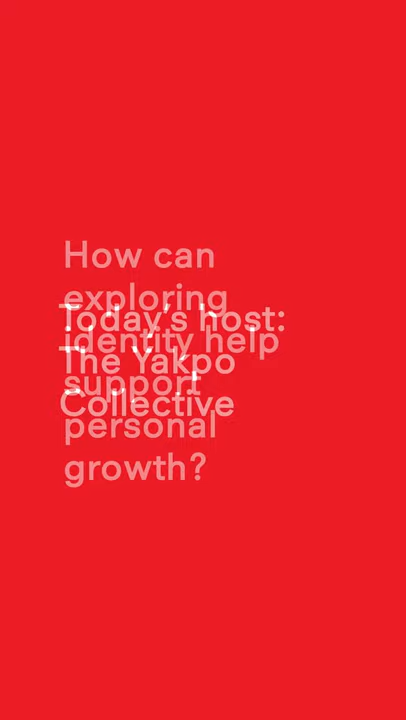 How can
exploring
identity help
support
personal
growth?
Today's host:
The Yakpo
Collective